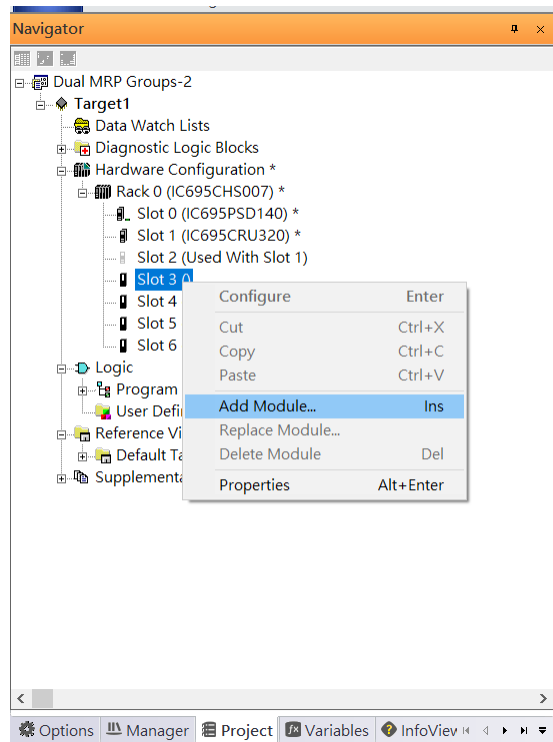 Navigator
Dual MRP Groups-2
Target1
Data Watch Lists
Diagnostic Logic Blocks
Hardware Configuration *
Rack 0 (IC695CHS007) *
Slot 0 (IC695PSD140) *
Slot 1 (IC695CRU320) *
Slot 2 (Used With Slot 1)
Slot 3 ()
Slot 4
Slot 5
Slot 6
Logic
Program
User Defi
Reference Vi
Default Ta
Supplementa
Configure Enter
Cut Ctrl+X
Copy Ctrl+C
Paste Ctrl+V
Add Module... Ins
Replace Module...
Delete Module Del
Properties Alt+Enter
Options Manager Project Variables InfoView